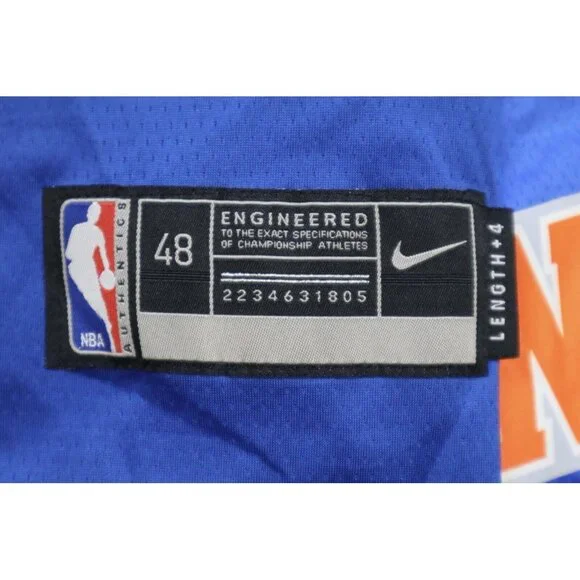 NBA
AUTHENTICS
48
ENGINEERED
TO THE EXACT SPECIFICATIONS
OF CHAMPIONSHIP ATHLETES
2234631805
LENGTH+4
N